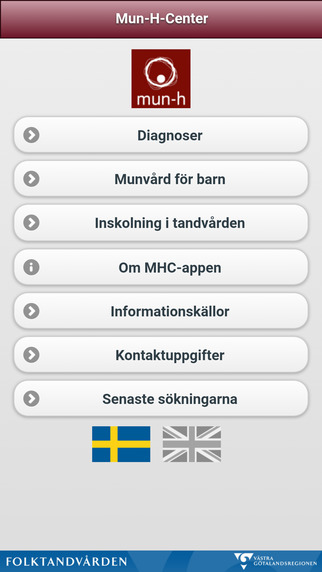 Mun-H-Center
mun-h
Diagnoser
Munvård för barn
Inskolning i tandvården
Om MHC-appen
Informationskällor
Kontaktuppgifter
Senaste sökningarna
FOLKTANDVÅRDEN
VÄSTRA
GÖTALANDSREGIONEN